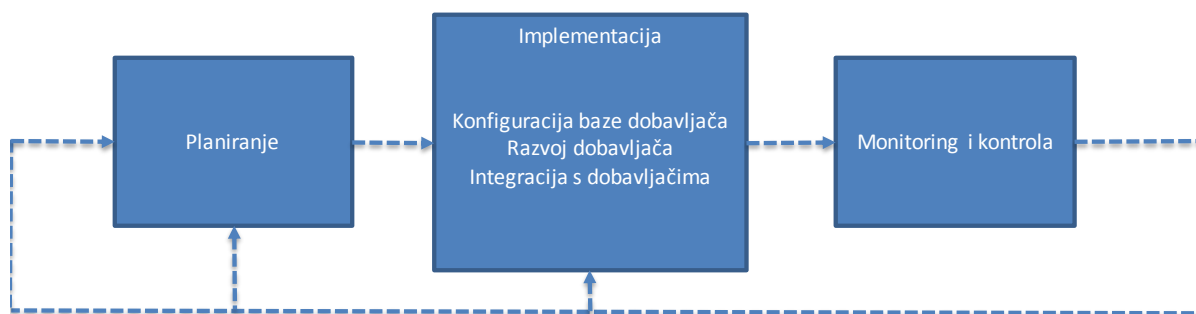 Planiranje
Implementacija
Konfiguracija baze dobavljača
Razvoj dobavljača
Integracija s dobavljačima
Monitoring i kontrola